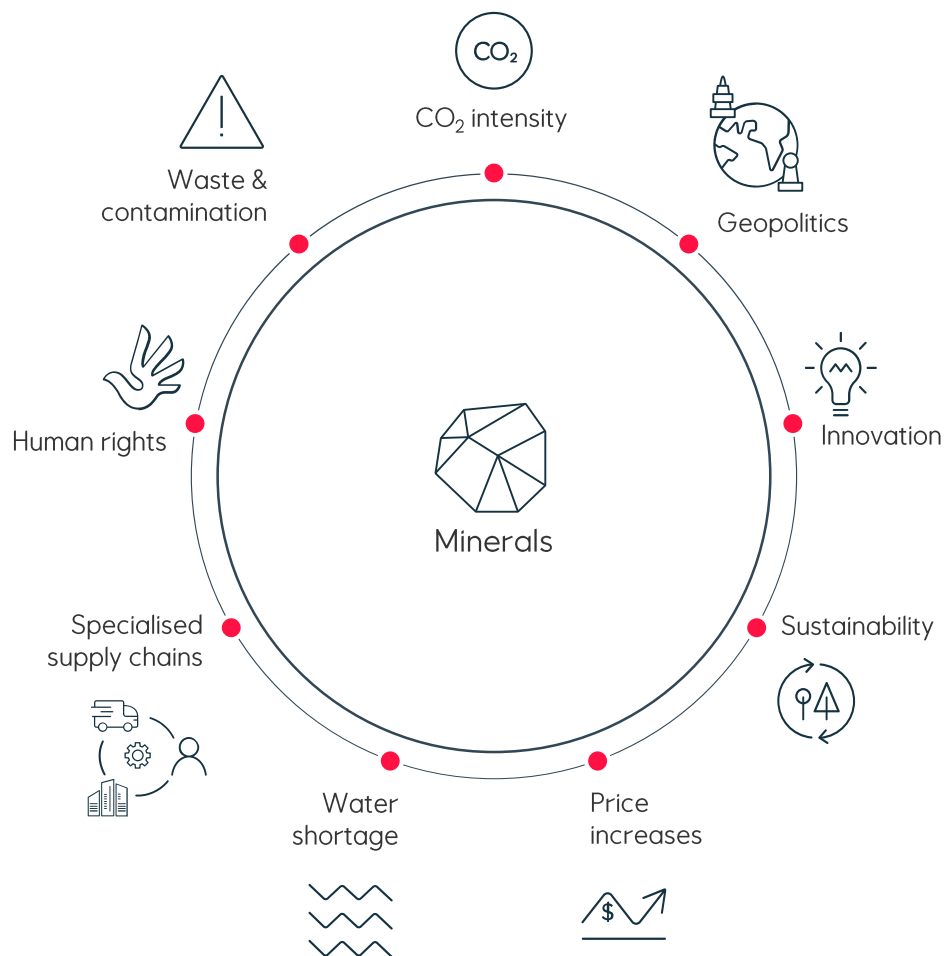 CO₂
CO₂ intensity
Waste &
contamination
Geopolitics
Human rights
Innovation
Minerals
Specialised
supply chains
Sustainability
Water
shortage
Price
increases
$